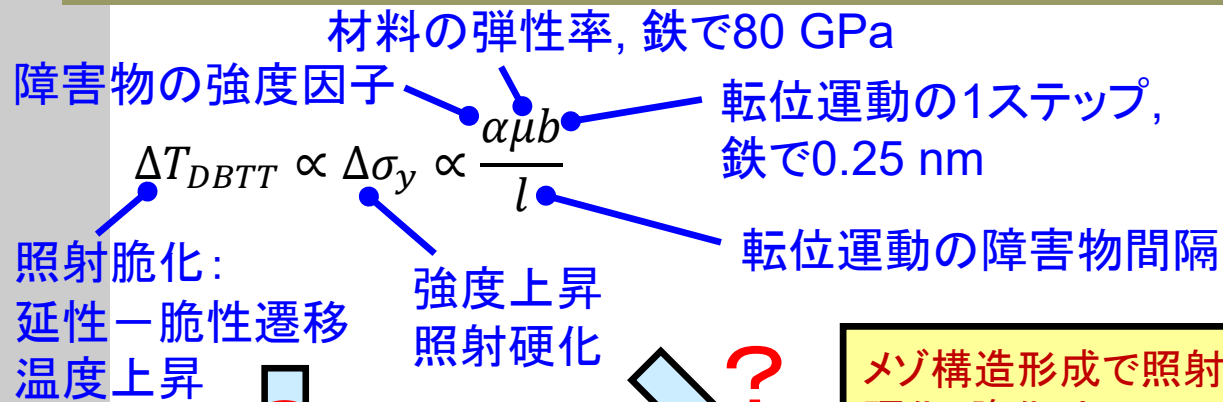 材料の弾性率, 鉄で80 GPa
障害物の強度因子
転位運動の1ステップ,
鉄で0.25 nm
ΔT_{DBTT} ∝ Δσ_y ∝ αμb / l
転位運動の障害物間隔
照射脆化:
延性ー脆性遷移
温度上昇
強度上昇
照射硬化
?
メゾ構造形成で照射